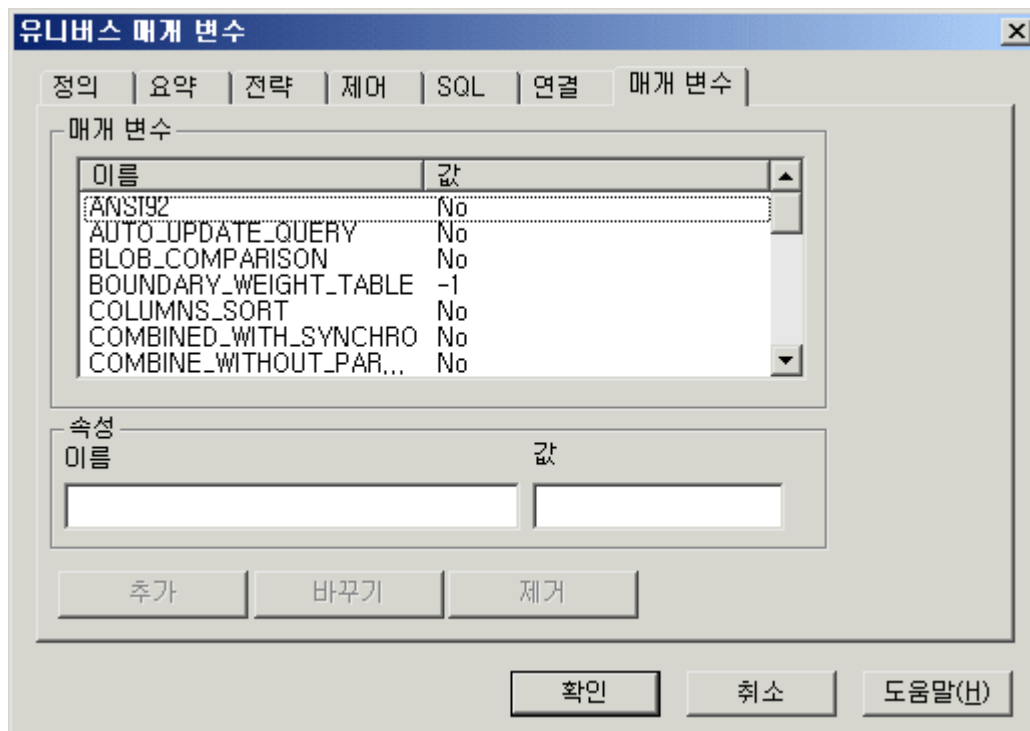 유니버스 매개 변수
정의 요약 전략 제어 SQL 연결 매개 변수
매개 변수
이름 값
ANSI92 No
AUTO_UPDATE_QUERY No
BLOB_COMPARISON No
BOUNDARY_WEIGHT_TABLE -1
COLUMNS_SORT No
COMBINED_WITH_SYNCHRO No
COMBINE_WITHOUT_PAR... No
속성
이름 값
추가 바꾸기 제거
확인 취소 도움말(H)